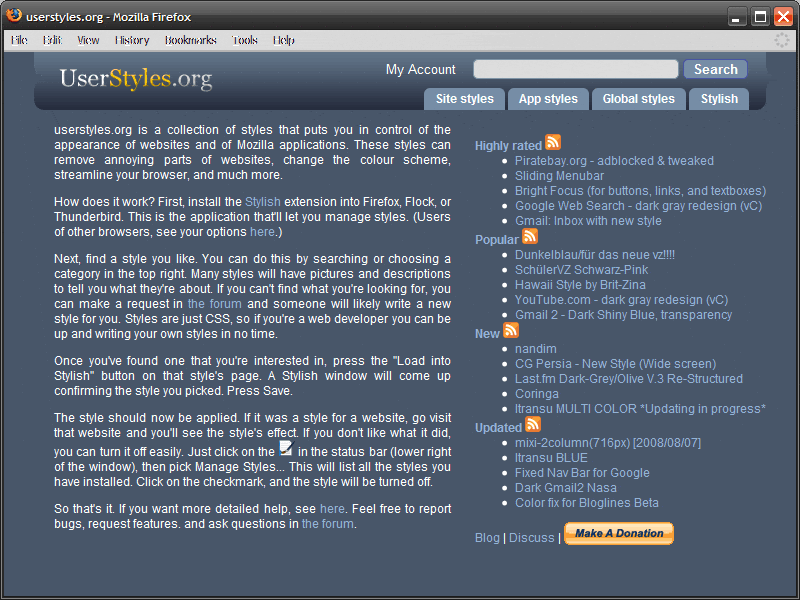 userstyles.org - Mozilla Firefox
File Edit View History Bookmarks Tools Help
UserStyles.org
My Account
Search
Site styles
App styles
Global styles
Stylish
userstyles.org is a collection of styles that puts you in control of the
appearance of websites and of Mozilla applications. These styles can
remove annoying parts of websites, change the colour scheme,
streamline your browser, and much more.
How does it work? First, install the Stylish extension into Firefox, Flock, or
Thunderbird. This is the application that'll let you manage styles. (Users
of other browsers, see your options here.)
Next, find a style you like. You can do this by searching or choosing a
category in the top right. Many styles will have pictures and descriptions
to tell you what they're about. If you can't find what you're looking for, you
can make a request in the forum and someone will likely write a new
style for you. Styles are just CSS, so if you're a web developer you can be
up and writing your own styles in no time.
Once you've found one that you're interested in, press the "Load into
Stylish" button on that style's page. A Stylish window will come up
confirming the style you picked. Press Save.
The style should now be applied. If it was a style for a website, go visit
that website and you'll see the style's effect. If you don't like what it did,
you can turn it off easily. Just click on the in the status bar (lower right
of the window), then pick Manage Styles... This will list all the styles you
have installed. Click on the checkmark, and the style will be turned off.
So that's it. If you want more detailed help, see here. Feel free to report
bugs, request features. and ask questions in the forum.
Highly rated
Piratebay.org - adblocked & tweaked
Sliding Menubar
Bright Focus (for buttons, links, and textboxes)
Google Web Search - dark gray redesign (vC)
Gmail: Inbox with new style
Popular
Dunkelblau/für das neue vz!!!!
SchülerVZ Schwarz-Pink
Hawaii Style by Brit-Zina
YouTube.com - dark gray redesign (vC)
Gmail 2 - Dark Shiny Blue, transparency
New
nandim
CG Persia - New Style (Wide screen)
Last.fm Dark-Grey/Olive V.3 Re-Structured
Coringa
Itransu MULTI COLOR *Updating in progress*
Updated
mixi-2column(716px) [2008/08/07]
Itransu BLUE
Fixed Nav Bar for Google
Dark Gmail2 Nasa
Color fix for Bloglines Beta
Blog | Discuss | Make A Donation